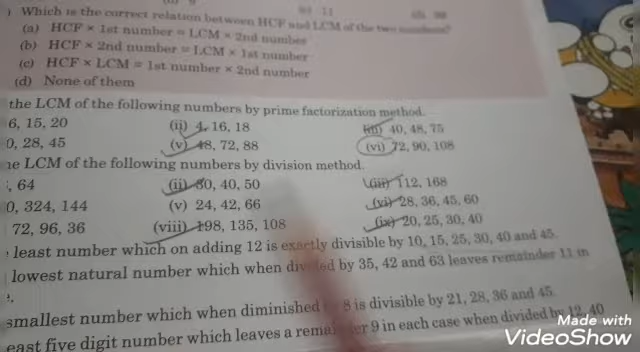 ) Which is the correct relation between HCF and LCM of the two numbers?
(a) HCF × 1st number = LCM × 2nd number
(b) HCF × 2nd number = LCM × 1st number
(c) HCF × LCM = 1st number × 2nd number
(d) None of them
the LCM of the following numbers by prime factorization method.
6, 15, 20 (ii) 4, 16, 18 (iii) 40, 48, 75
0, 28, 45 (v) 48, 72, 88 (vi) 72, 90, 108
LCM of the following numbers by division method.
, 64 (ii) 30, 40, 50 (iii) 112, 168
0, 324, 144 (v) 24, 42, 66 (vi) 28, 36, 45, 60
72, 96, 36 (viii) 198, 135, 108 (ix) 20, 25, 30, 40
least number which on adding 12 is exactly divisible by 10, 15, 25, 30, 40 and 45.
lowest natural number which when by 35, 42 and 63 leaves remainder 11 in
smallest number which when diminished 8 is divisible by 21, 28, 36 and 45.
east five digit number which leaves a 9 in each case when divided by 12, 40
Made with
VideoShow